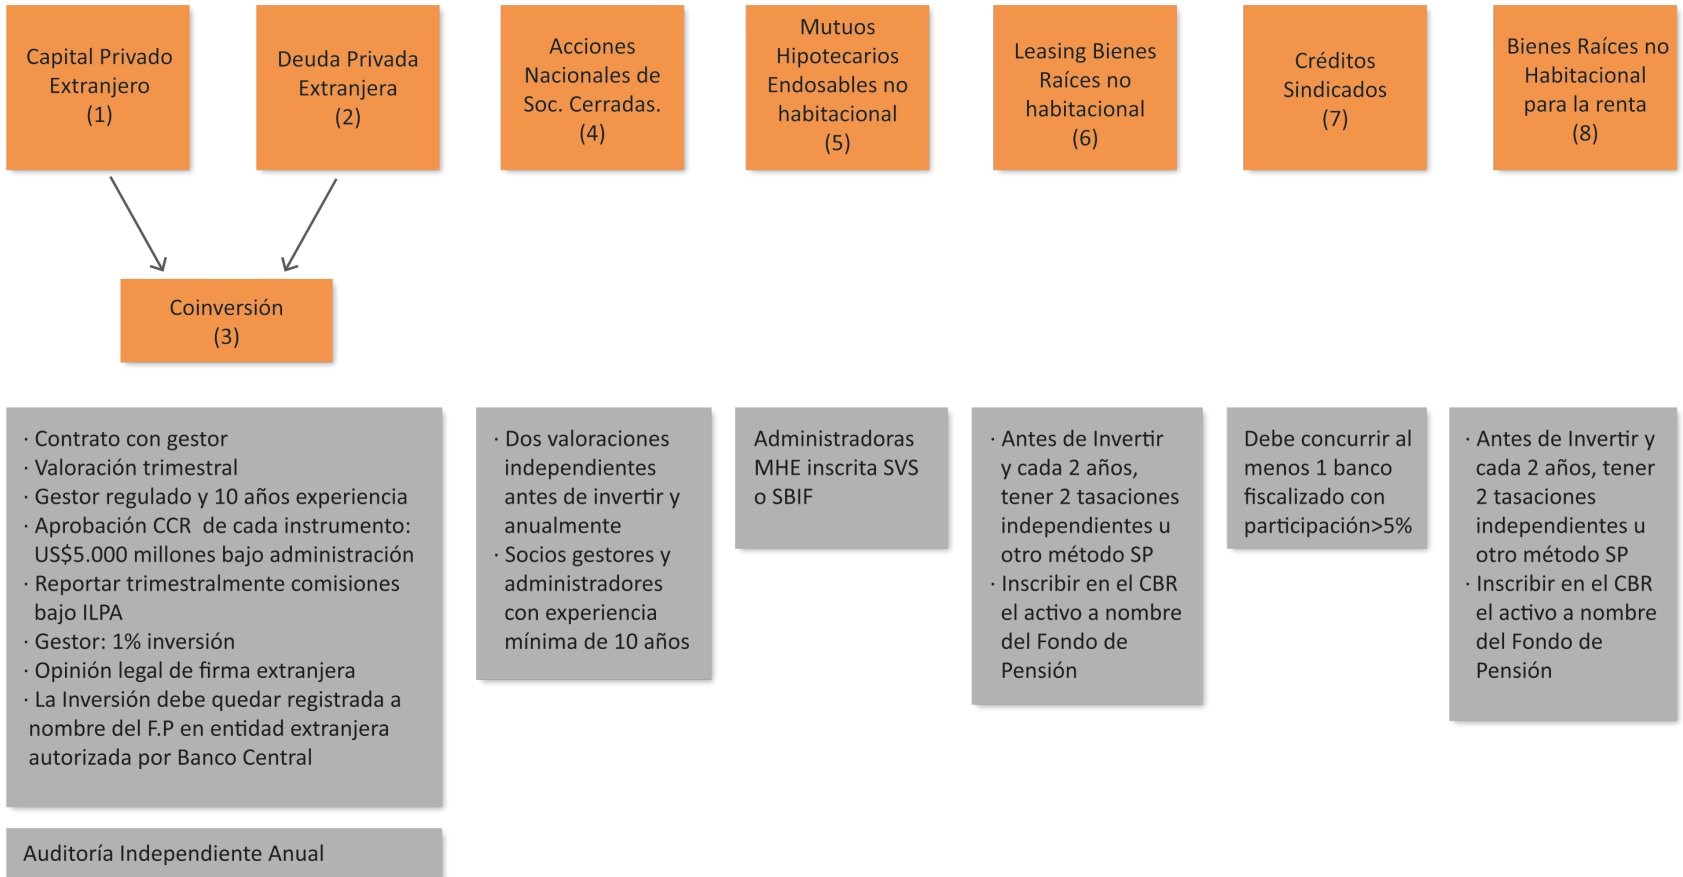 Capital Privado
Extranjero
(1)
Deuda Privada
Extranjera
(2)
Acciones
Nacionales de
Soc. Cerradas.
(4)
Mutuos
Hipotecarios
Endosables no
habitacional
(5)
Leasing Bienes
Raíces no
habitacional
(6)
Créditos
Sindicados
(7)
Bienes Raíces no
Habitacional
para la renta
(8)
Coinversión
(3)
· Contrato con gestor
· Valoración trimestral
· Gestor regulado y 10 años experiencia
· Aprobación CCR de cada instrumento:
US$5.000 millones bajo administración
· Reportar trimestralmente comisiones
bajo ILPA
· Gestor: 1% inversión
· Opinión legal de firma extranjera
· La Inversión debe quedar registrada a
nombre del F.P en entidad extranjera
autorizada por Banco Central
· Dos valoraciones
independientes
antes de invertir y
anualmente
· Socios gestores y
administradores
con experiencia
mínima de 10 años
Administradoras
MHE inscrita SVS
o SBIF
· Antes de Invertir
y cada 2 años,
tener 2 tasaciones
independientes u
otro método SP
· Inscribir en el CBR
el activo a nombre
del Fondo de
Pensión
Debe concurrir al
menos 1 banco
fiscalizado con
participación>5%
· Antes de Invertir y
cada 2 años, tener
2 tasaciones
independientes u
otro método SP
· Inscribir en el CBR
el activo a nombre
del Fondo de
Pensión
Auditoría Independiente Anual